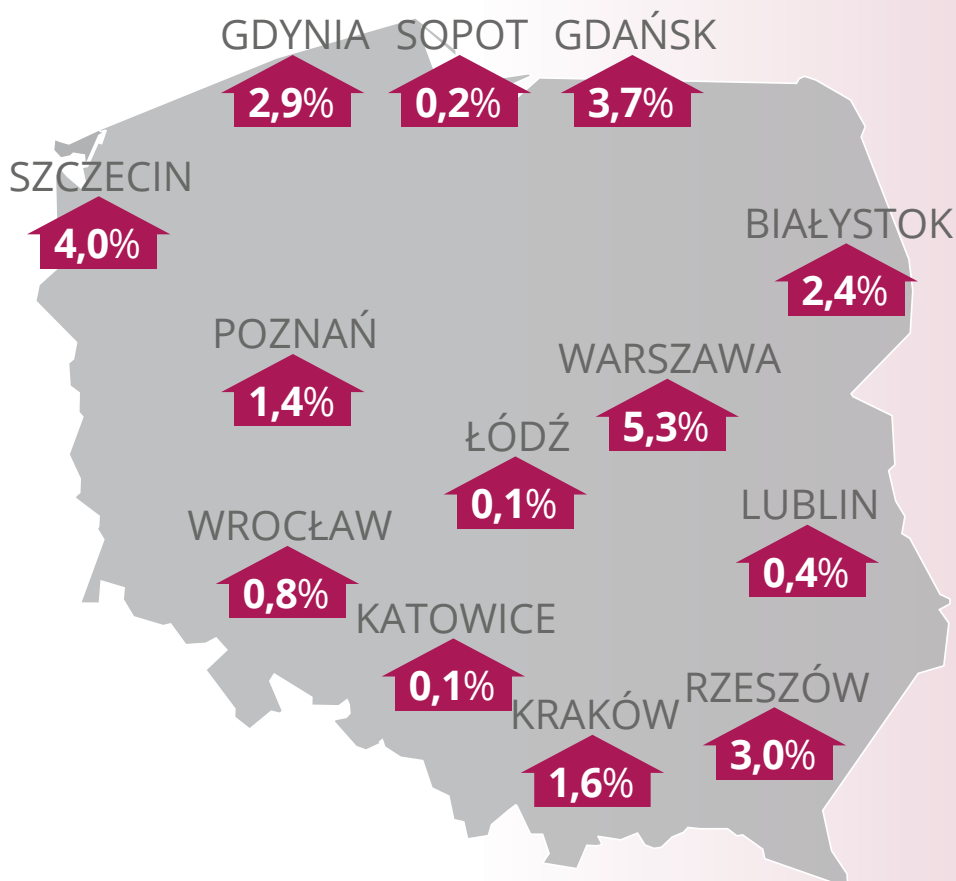 GDYNIA SOPOT GDAŃSK
2,9% 0,2% 3,7%
SZCZECIN
4,0%
BIAŁYSTOK
2,4%
POZNAŃ
1,4%
WARSZAWA
5,3%
ŁÓDŹ
0,1%
LUBLIN
0,4%
WROCŁAW
0,8%
KATOWICE
0,1%
KRAKÓW
1,6%
RZESZÓW
3,0%